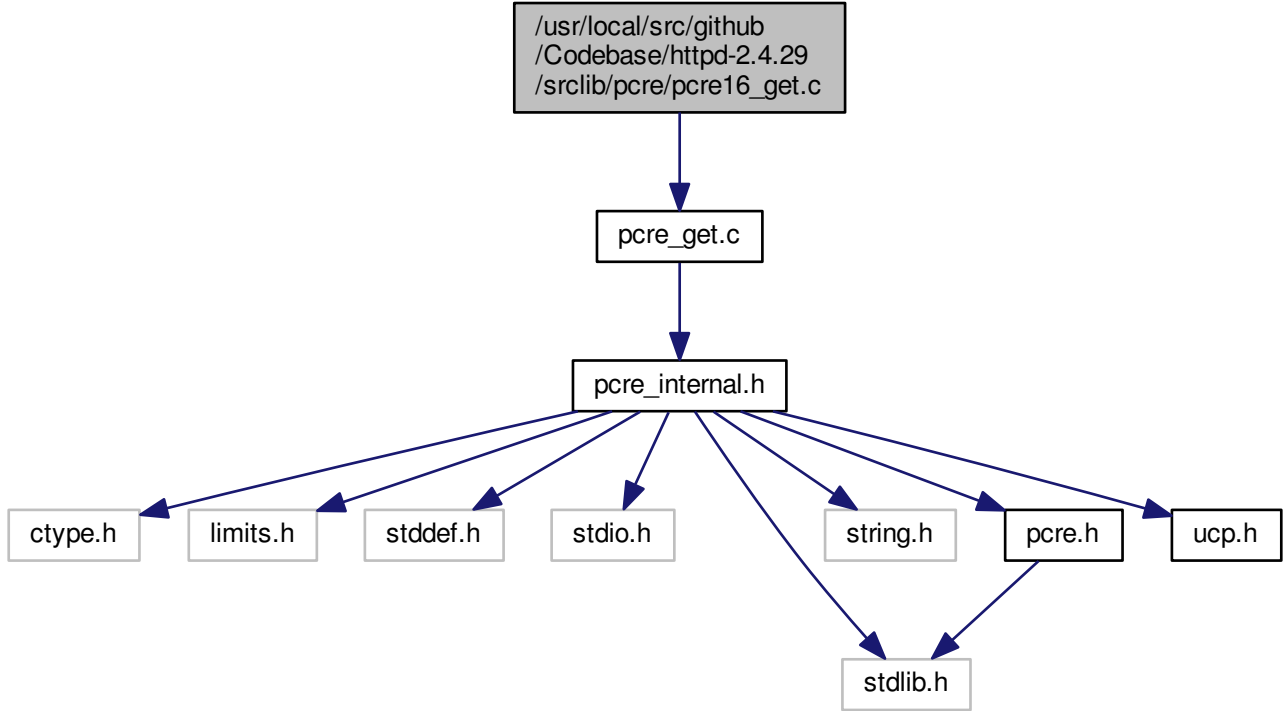 /usr/local/src/github
/Codebase/httpd-2.4.29
/srclib/pcre/pcre16_get.c
pcre_get.c
pcre_internal.h
ctype.h
limits.h
stddef.h
stdio.h
string.h
pcre.h
ucp.h
stdlib.h